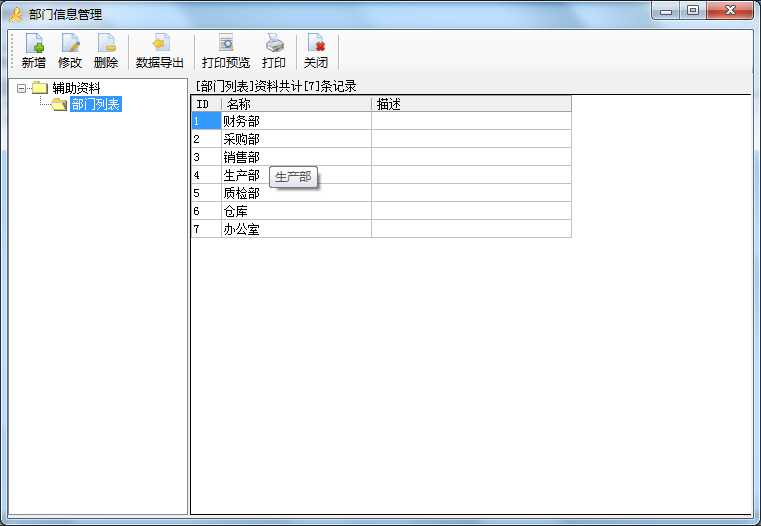 部门信息管理
新增 修改 删除 数据导出 打印预览 打印 关闭
辅助资料
部门列表
[部门列表]资料共计[7]条记录
ID 名称 描述
1 财务部
2 采购部
3 销售部
4 生产部 生产部
5 质检部
6 仓库
7 办公室